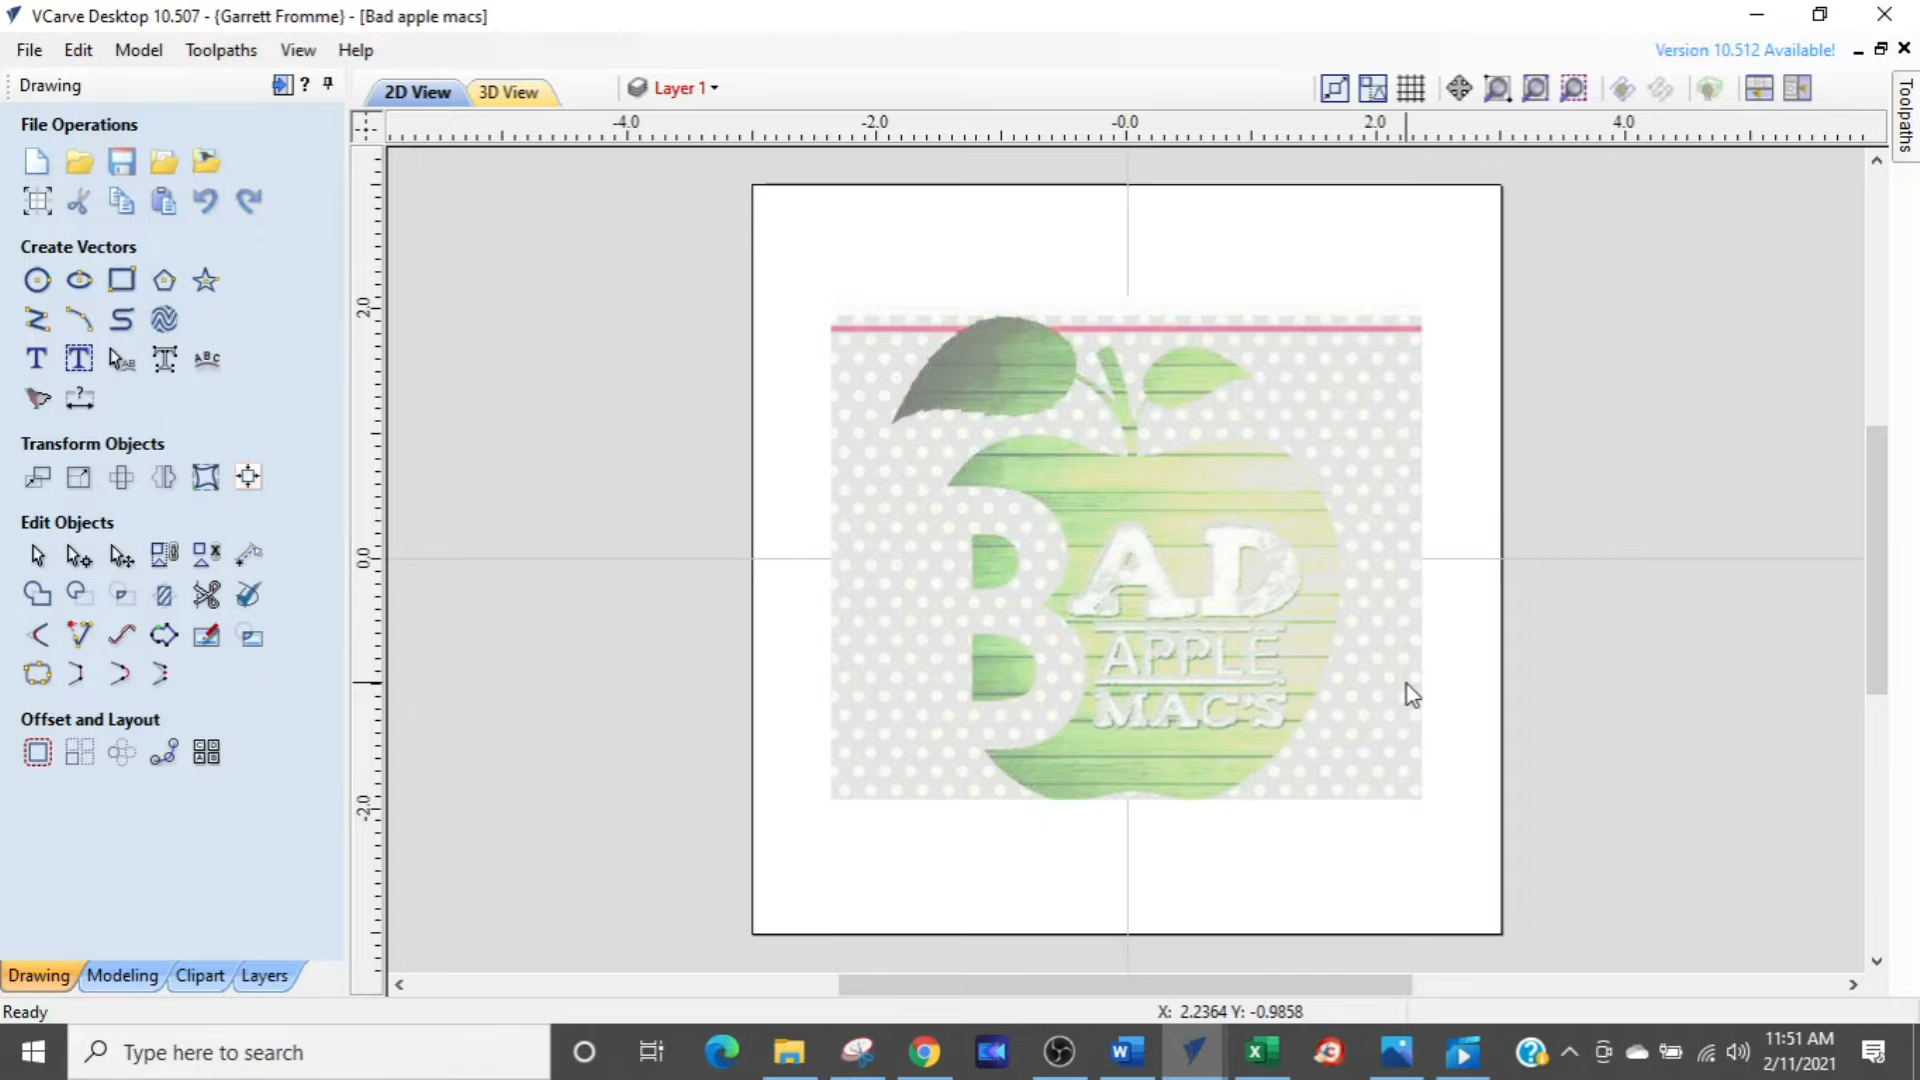 VCarve Desktop 10.507 - {Garrett Fromme} - [Bad apple macs]
File Edit Model Toolpaths View Help
Version 10.512 Available!
Drawing
2D View
3D View
Layer 1
Toolpaths
-4.0 -2.0 -0.0 2.0 4.0
File Operations
Create Vectors
Transform Objects
Edit Objects
Offset and Layout
2.0
0.0
-2.0
BAD
APPLE
MAC'S
Drawing Modeling Clipart Layers
Ready
X: 2.2364 Y: -0.9858
Type here to search
11:51 AM
2/11/2021